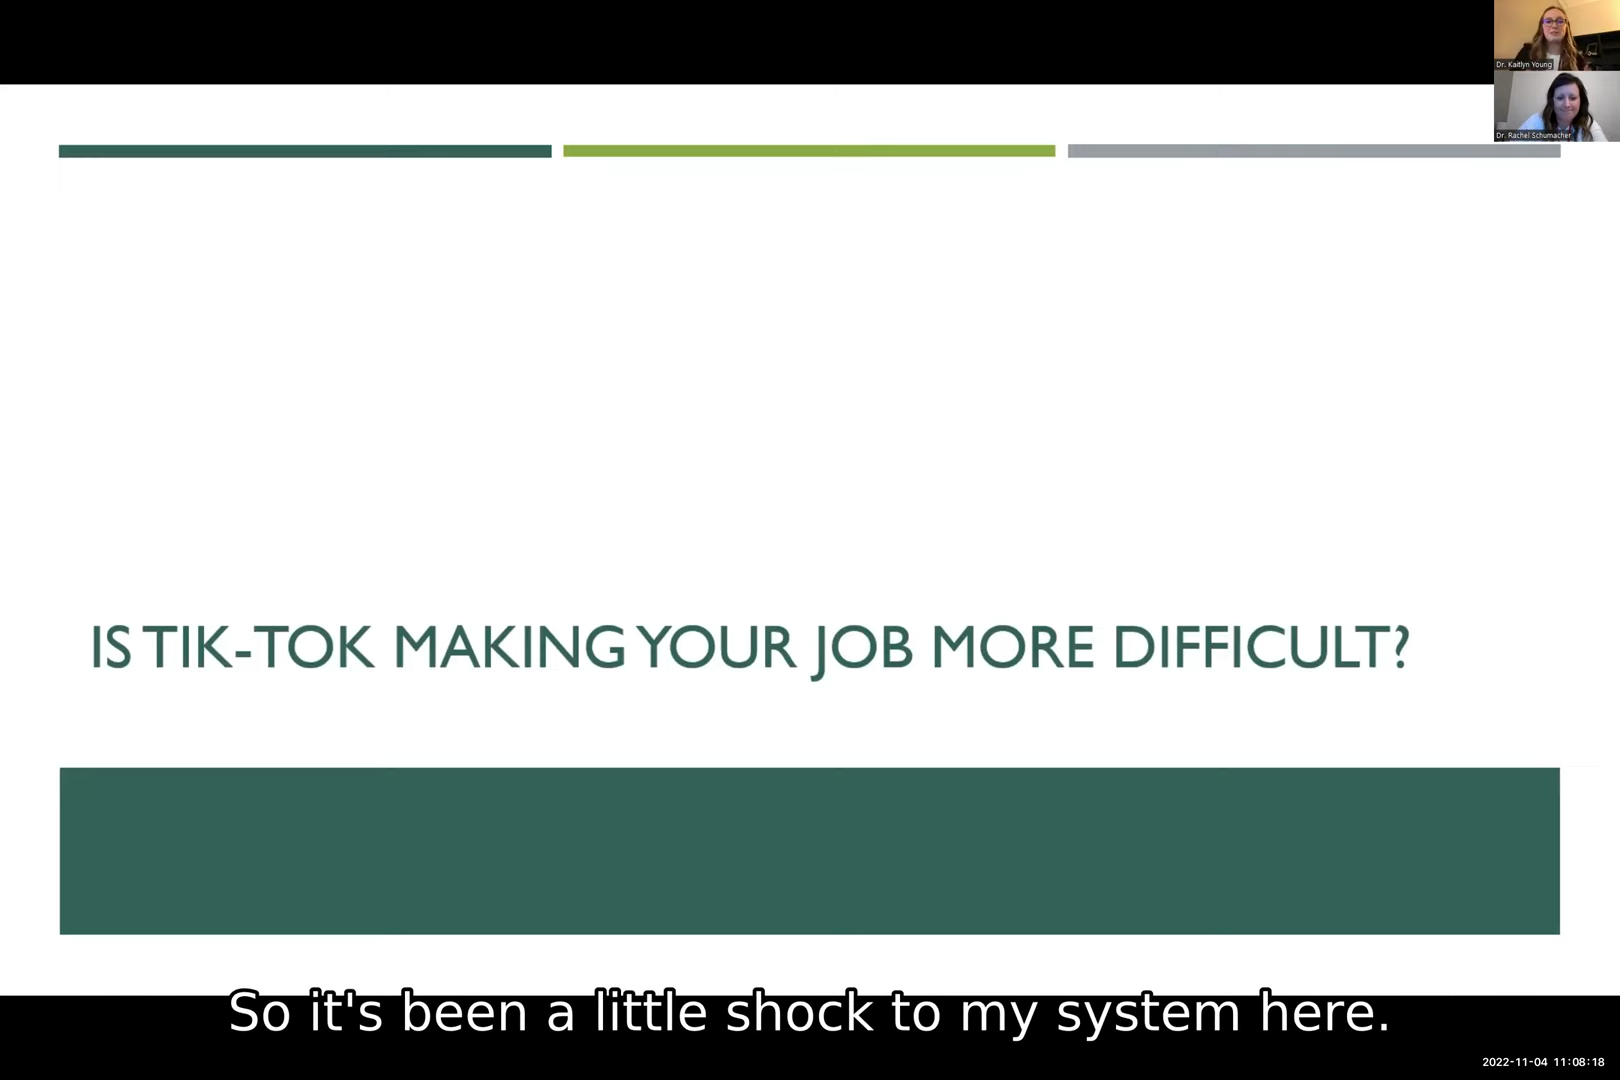 Dr. Kaitlyn Young
Dr. Rachel Schumacher
IS TIK-TOK MAKING YOUR JOB MORE DIFFICULT?
So it's been a little shock to my system here.
2022-11-04 11:08:18